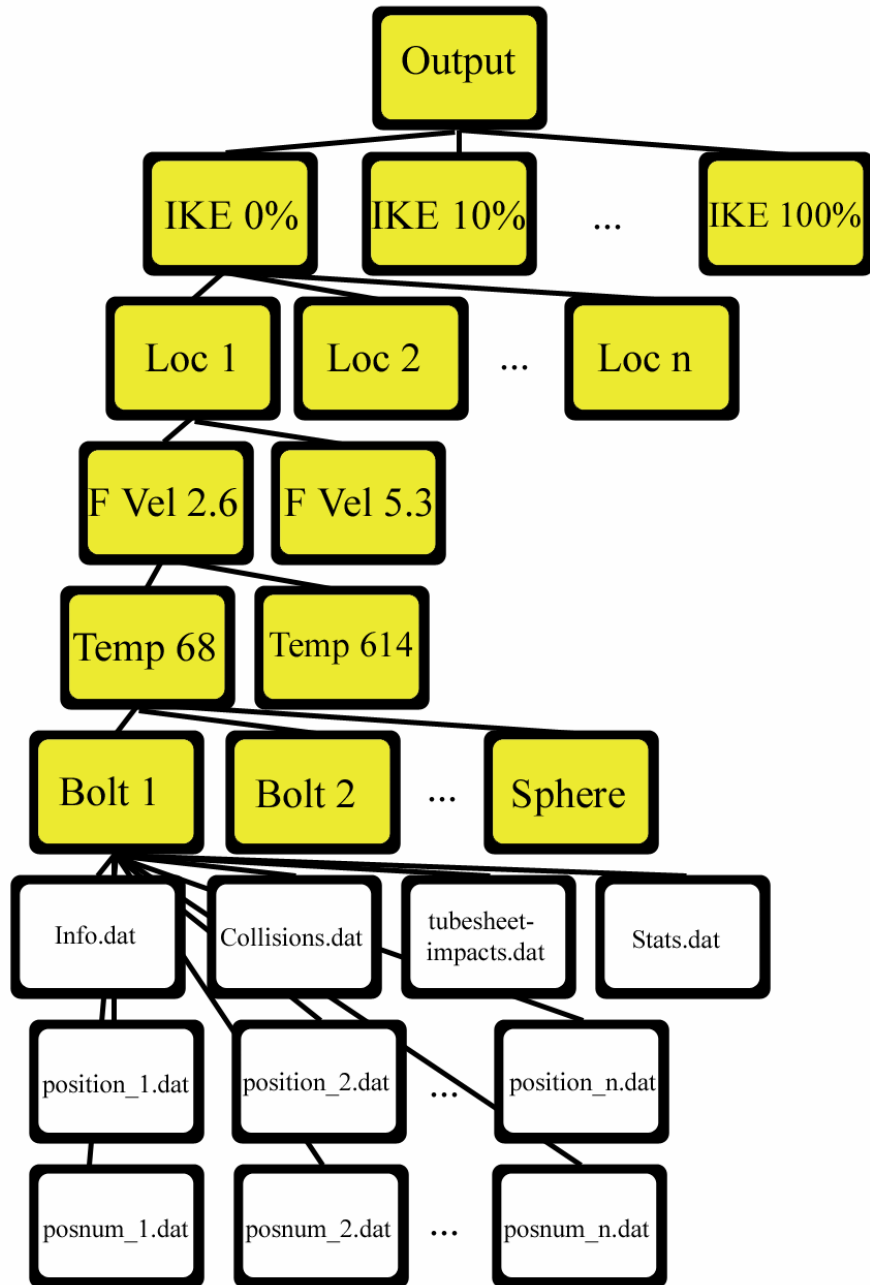 Output
IKE 0% IKE 10% ... IKE 100%
Loc 1 Loc 2 ... Loc n
F Vel 2.6 F Vel 5.3
Temp 68 Temp 614
Bolt 1 Bolt 2 ... Sphere
Info.dat Collisions.dat tubesheet-
impacts.dat Stats.dat
position_1.dat position_2.dat ... position_n.dat
posnum_1.dat posnum_2.dat ... posnum_n.dat